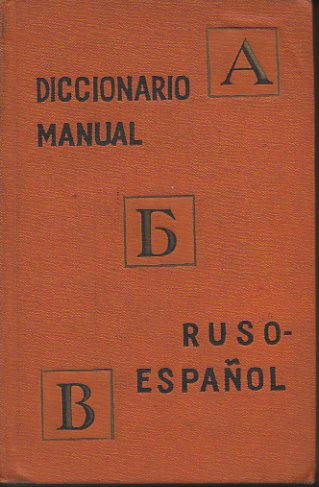 А
DICCIONARIO
MANUAL
Б
RUSO-
ESPAÑOL
В